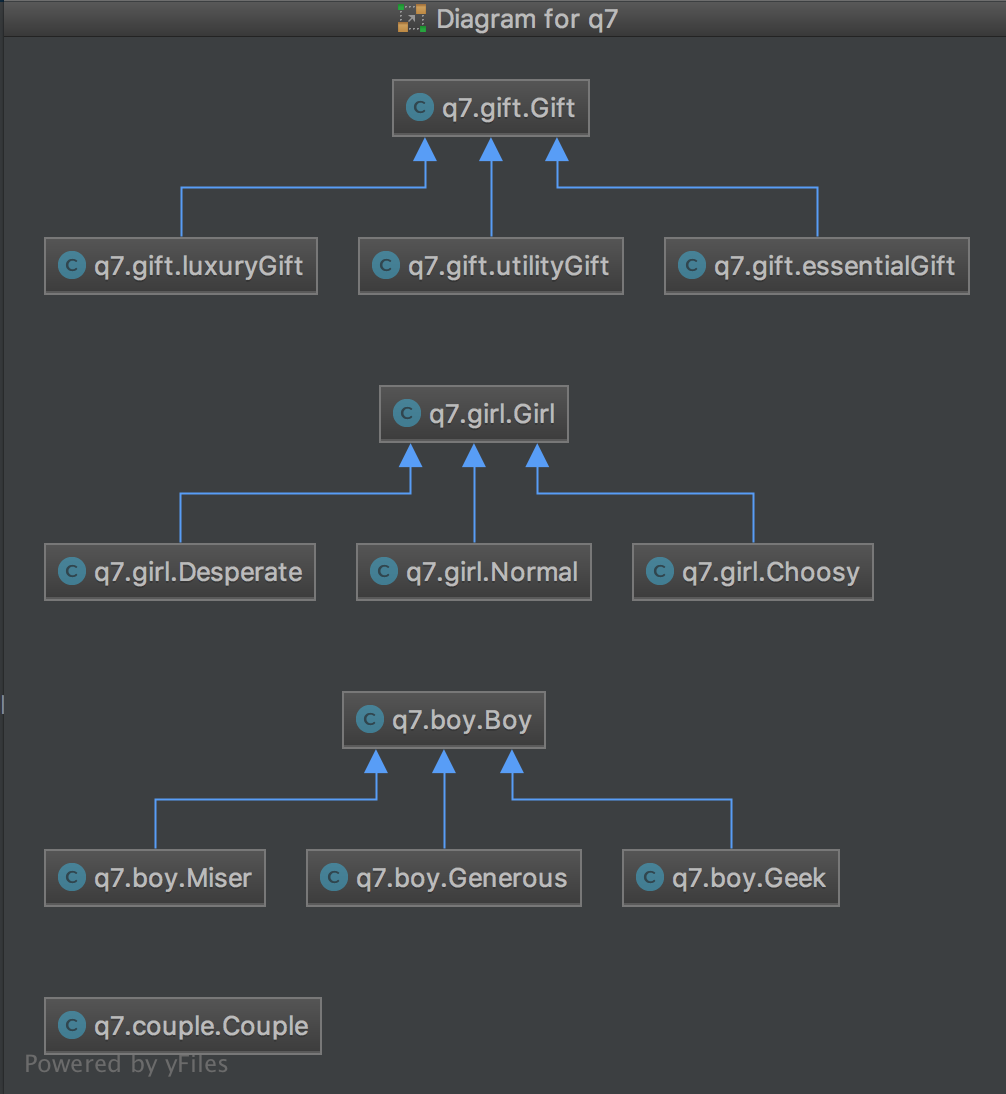 Diagram for q7
C q7.gift.Gift
C q7.gift.luxuryGift
C q7.gift.utilityGift
C q7.gift.essentialGift
C q7.girl.Girl
C q7.girl.Desperate
C q7.girl.Normal
C q7.girl.Choosy
C q7.boy.Boy
C q7.boy.Miser
C q7.boy.Generous
C q7.boy.Geek
C q7.couple.Couple
Powered by yFiles